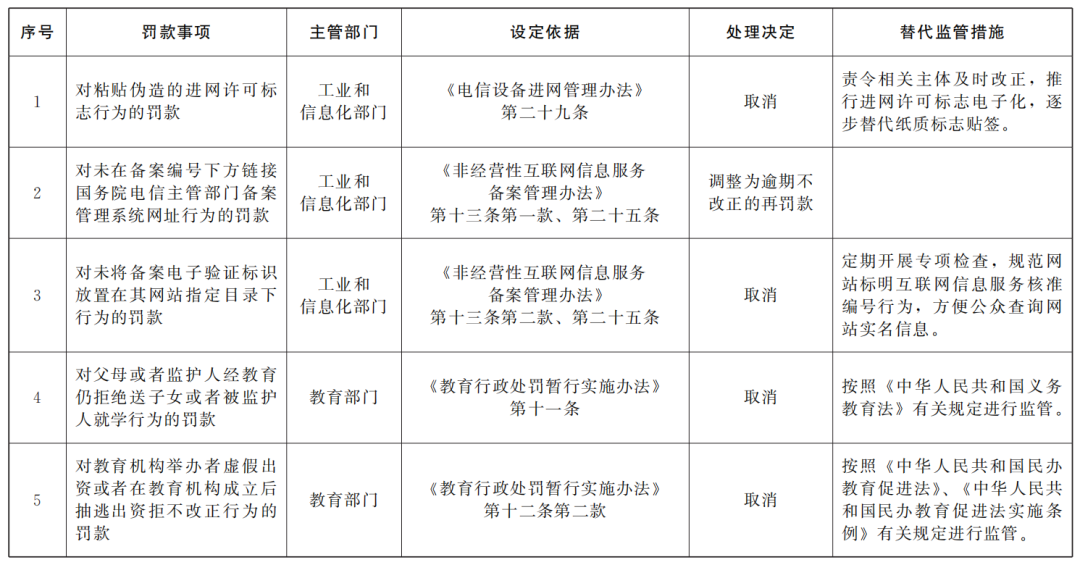 序号
罚款事项
主管部门
设定依据
处理决定
替代监管措施
1
对粘贴伪造的进网许可标
志行为的罚款
工业和
信息化部门
《电信设备进网管理办法》
第二十九条
取消
责令相关主体及时改正，推
行进网许可标志电子化，逐
步替代纸质标志贴签。
2
对未在备案编号下方链接
国务院电信主管部门备案
管理系统网址行为的罚款
工业和
信息化部门
《非经营性互联网信息服务
备案管理办法》
第十三条第一款、第二十五条
调整为逾期不
改正的再罚款
3
对未将备案电子验证标识
放置在其网站指定目录下
行为的罚款
工业和
信息化部门
《非经营性互联网信息服务
备案管理办法》
第十三条第二款、第二十五条
取消
定期开展专项检查，规范网
站标明互联网信息服务核准
编号行为，方便公众查询网
站实名信息。
4
对父母或者监护人经教育
仍拒绝送子女或者被监护
人就学行为的罚款
教育部门
《教育行政处罚暂行实施办法》
第十一条
取消
按照《中华人民共和国义务
教育法》有关规定进行监管。
5
对教育机构举办者虚假出
资或者在教育机构成立后
抽逃出资拒不改正行为的
罚款
教育部门
《教育行政处罚暂行实施办法》
第十二条第二款
取消
按照《中华人民共和国民办
教育促进法》、《中华人民共
和国民办教育促进法实施条
例》有关规定进行监管。